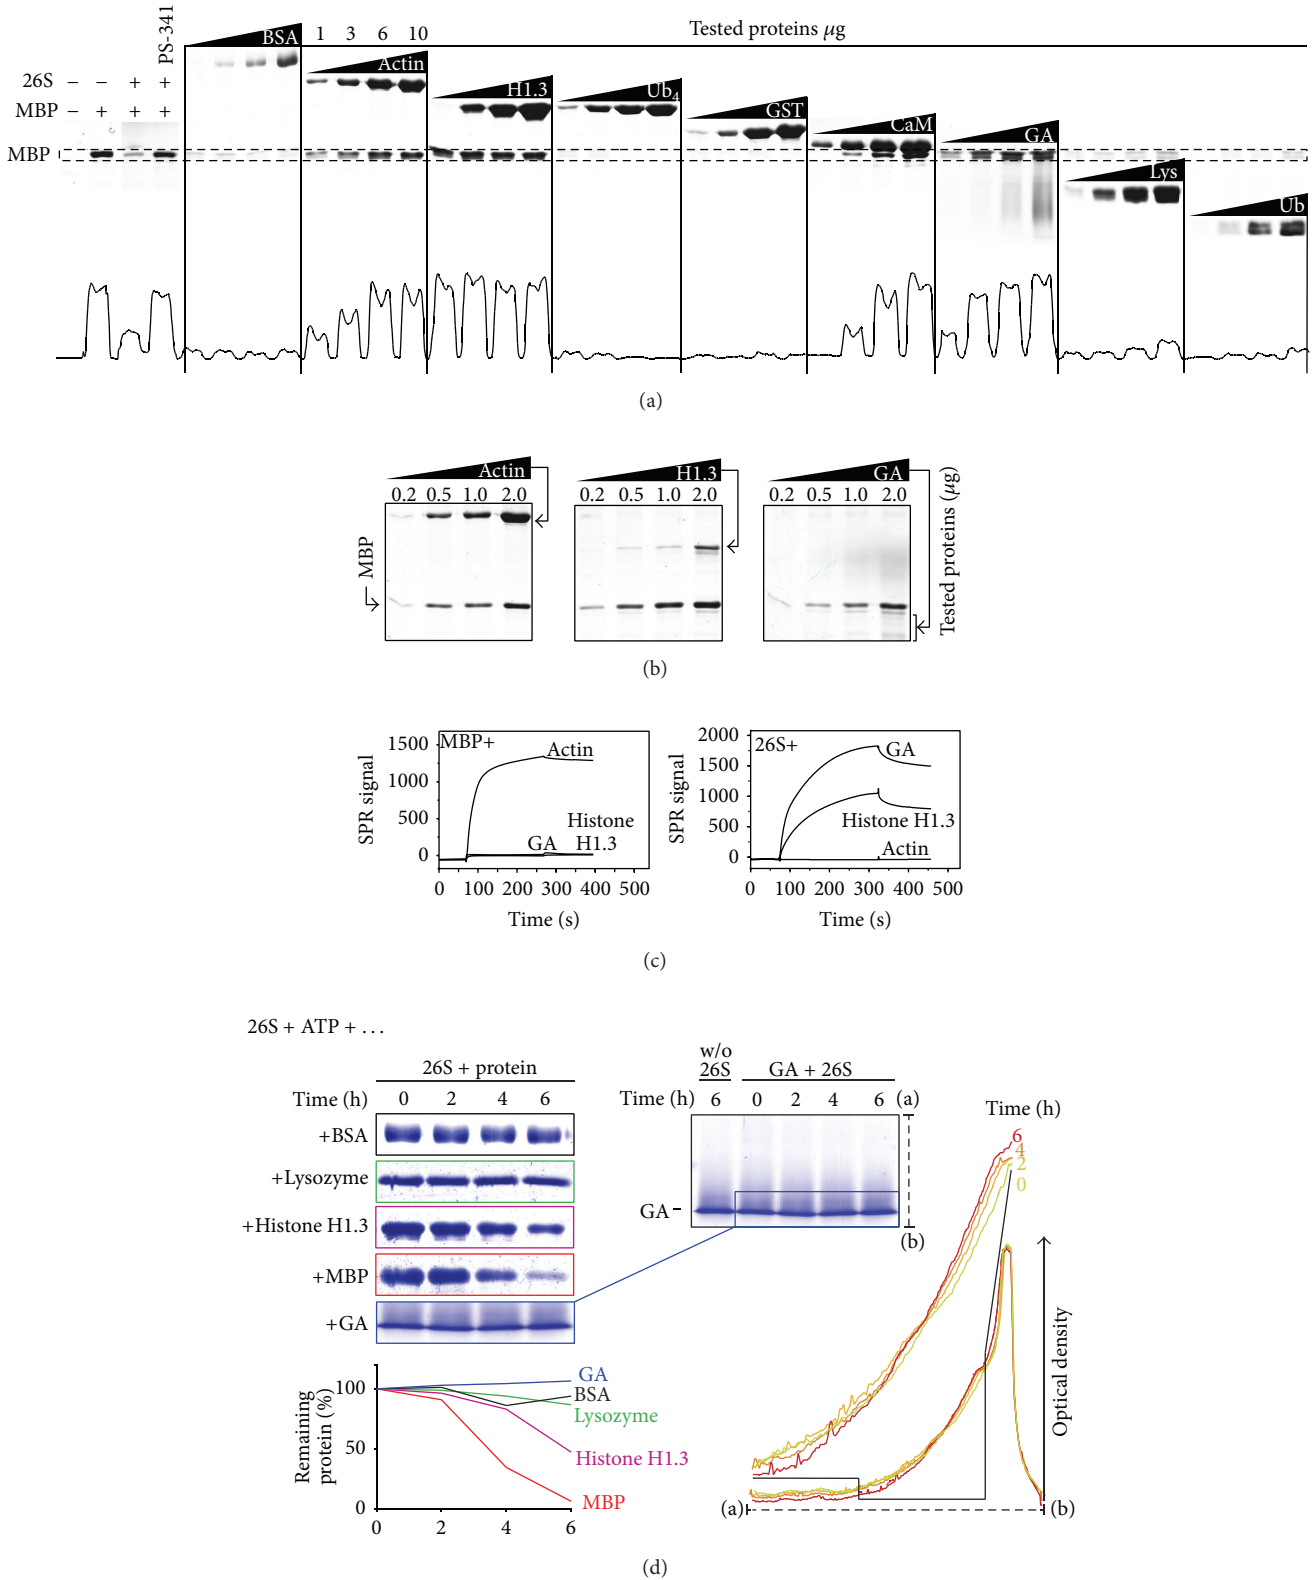 PS-341
BSA
1 3 6 10
Tested proteins μg
Actin
H1.3
Ub4
GST
CaM
GA
Lys
Ub
26S − − + +
MBP − + + +
MBP
(a)
Actin
0.2 0.5 1.0 2.0
H1.3
0.2 0.5 1.0 2.0
GA
0.2 0.5 1.0 2.0
MBP
Tested proteins (μg)
(b)
SPR signal
1500
1000
500
0
MBP+
Actin
GA
Histone
H1.3
0 100 200 300 400 500
Time (s)
SPR signal
2000
1500
1000
500
0
26S+
GA
Histone H1.3
Actin
0 100 200 300 400 500
Time (s)
(c)
26S + ATP + …
26S + protein
Time (h) 0 2 4 6
+BSA
+Lysozyme
+Histone H1.3
+MBP
+GA
w/o
26S
GA + 26S
Time (h) 6 0 2 4 6 (a)
GA
(b)
Time (h)
6
4
2
0
Optical density
(a)
(b)
Remaining
protein (%)
100
50
0
GA
BSA
Lysozyme
Histone H1.3
MBP
0 2 4 6
(d)